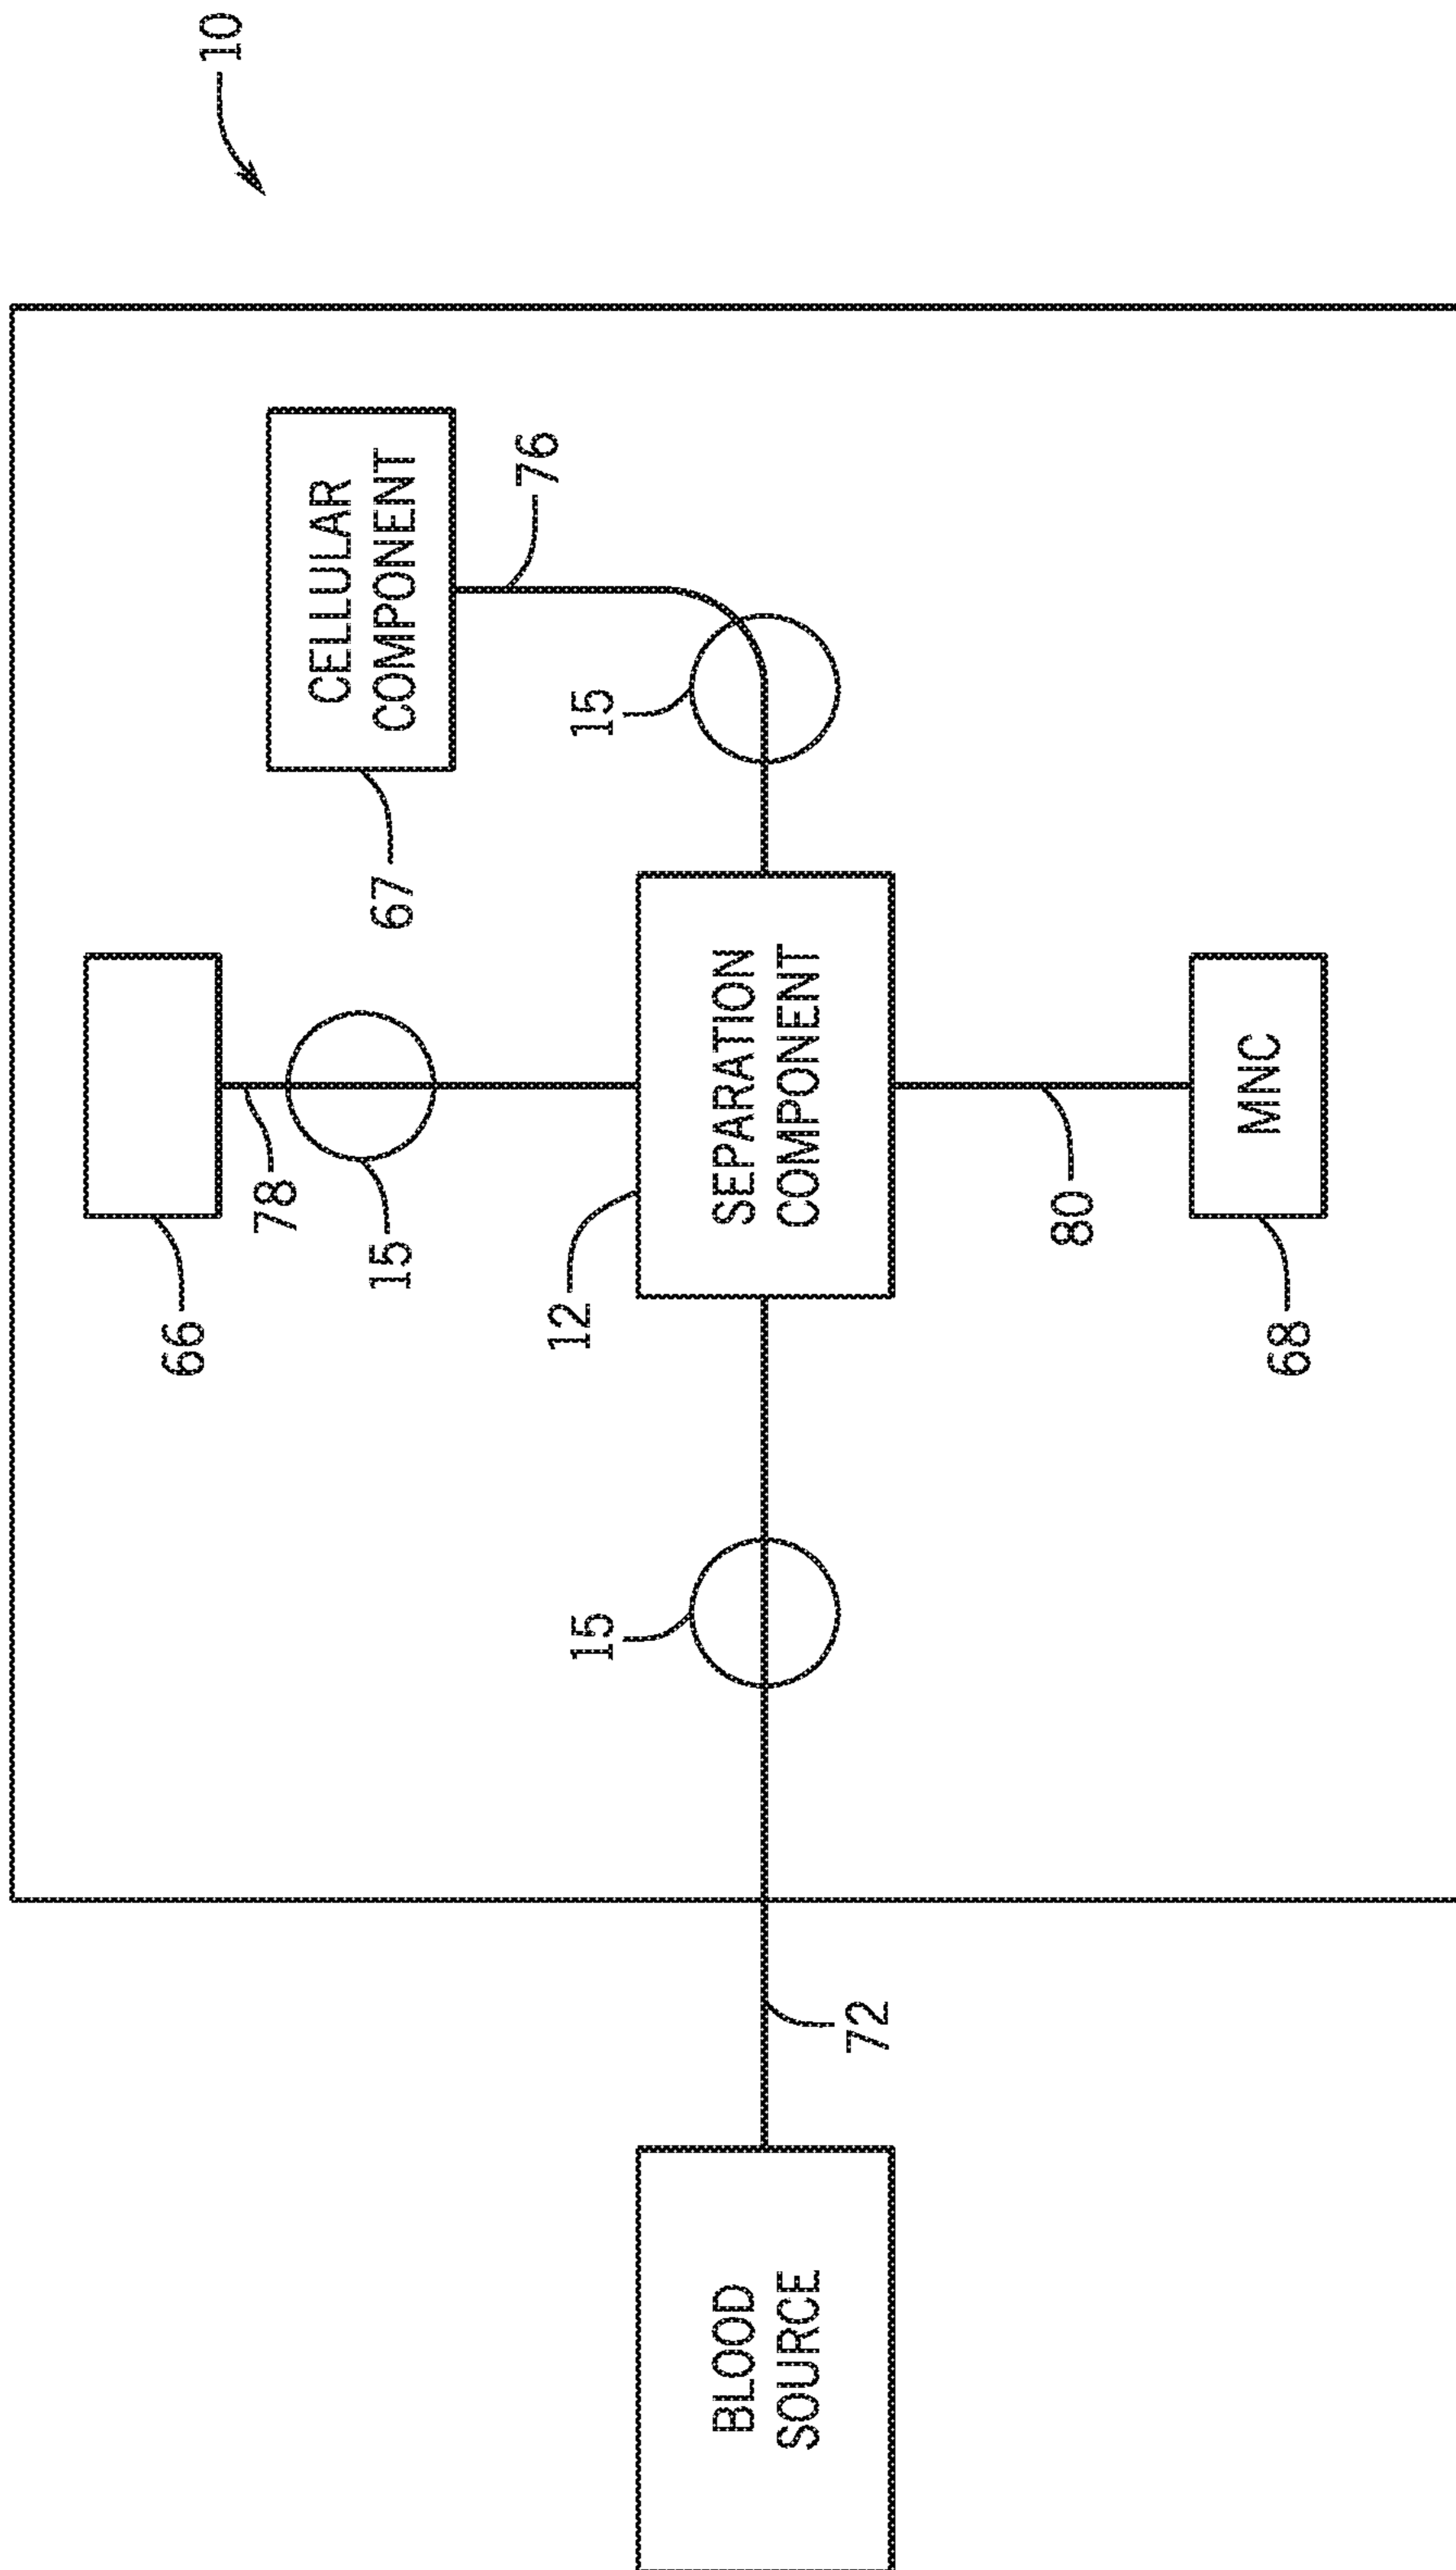 10
66
78
CELLULAR
COMPONENT
15
67
76
12
15
15
BLOOD
SOURCE
SEPARATION
COMPONENT
72
80
MNC
68